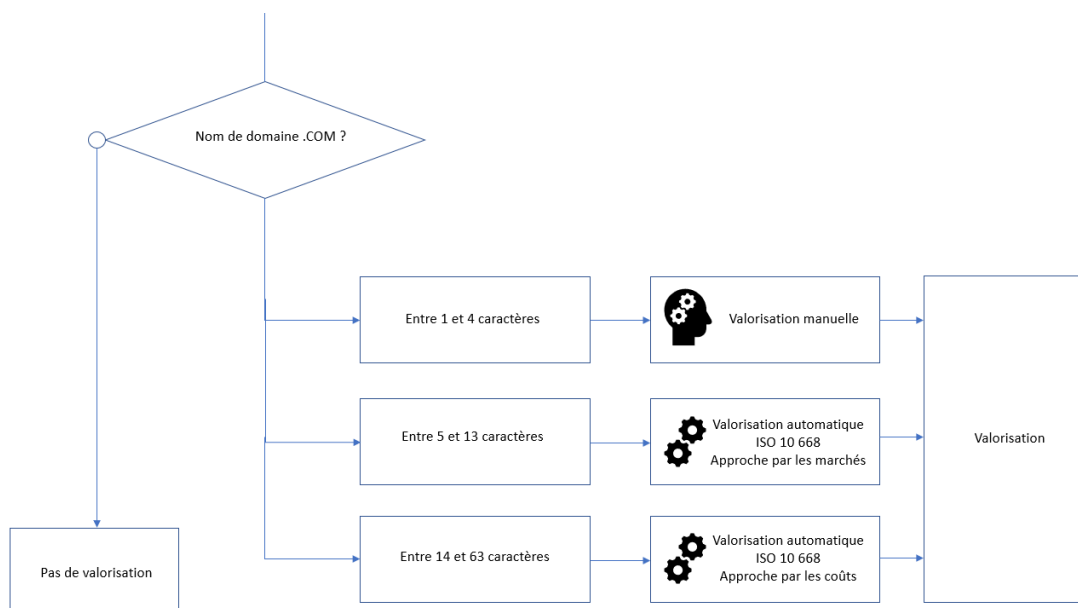 Nom de domaine .COM ?
Entre 1 et 4 caractères
Valorisation manuelle
Entre 5 et 13 caractères
Valorisation automatique
ISO 10 668
Approche par les marchés
Valorisation
Entre 14 et 63 caractères
Valorisation automatique
ISO 10 668
Approche par les coûts
Pas de valorisation